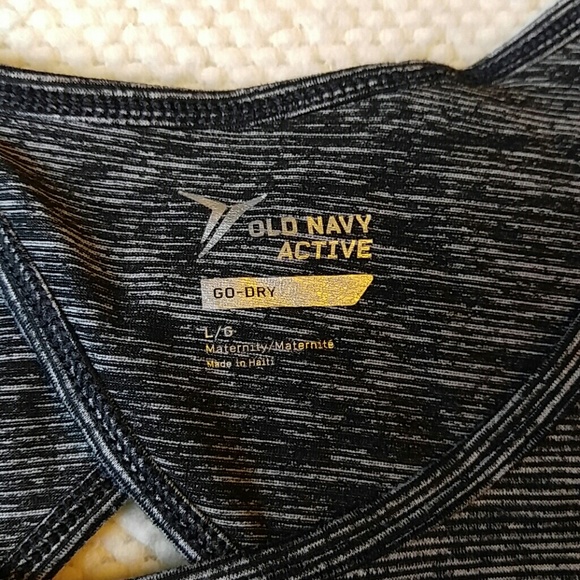 OLD NAVY
ACTIVE
GO-DRY
L/G
Maternity/Maternité
Made in Haiti